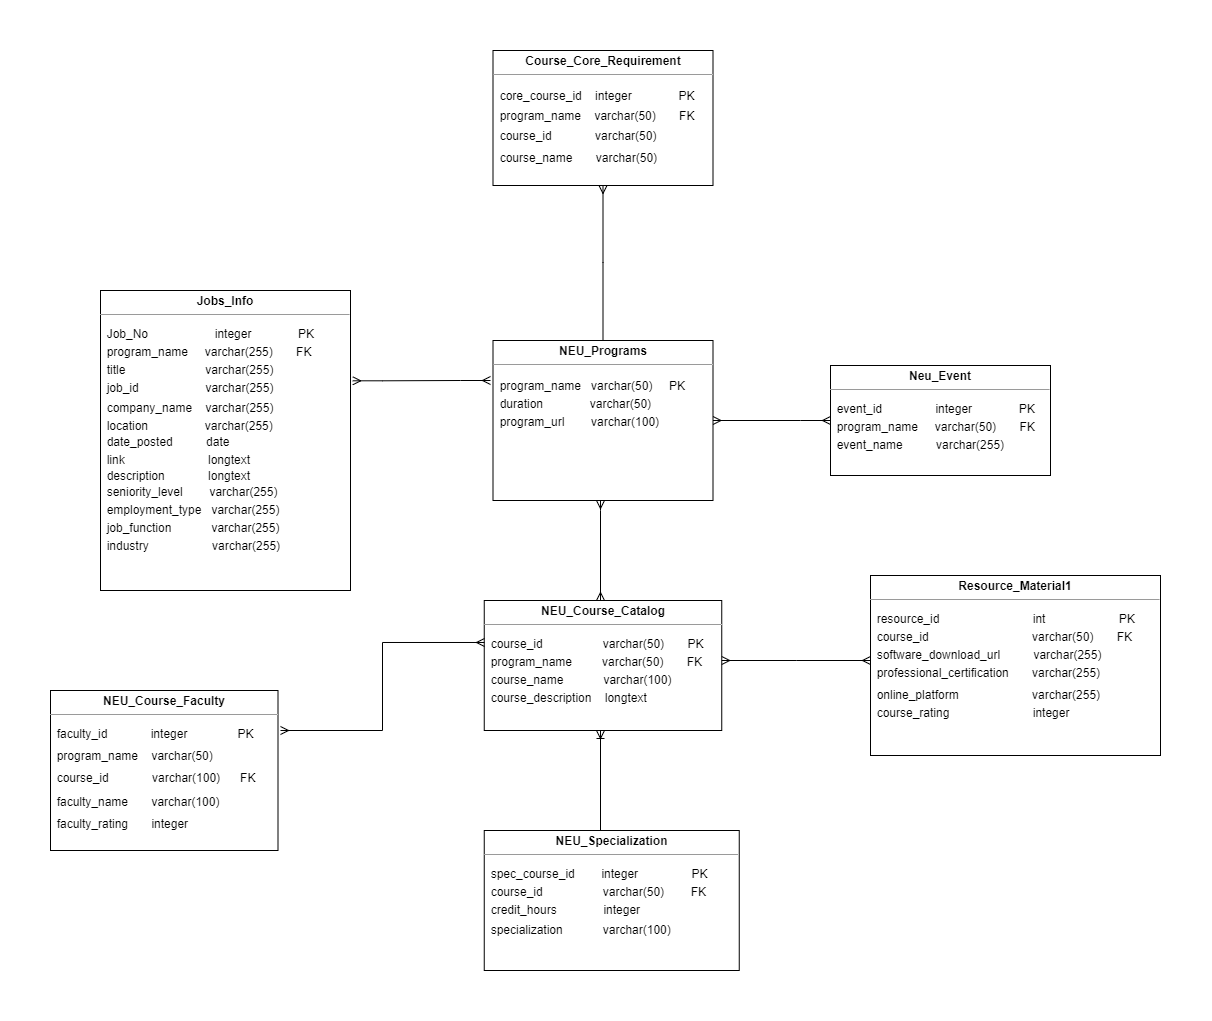 Course_Core_Requirement
core_course_id integer PK
program_name varchar(50) FK
course_id varchar(50)
course_name varchar(50)
Jobs_Info
Job_No integer PK
program_name varchar(255) FK
title varchar(255)
job_id varchar(255)
company_name varchar(255)
location varchar(255)
date_posted date
link longtext
description longtext
seniority_level varchar(255)
employment_type varchar(255)
job_function varchar(255)
industry varchar(255)
NEU_Programs
program_name varchar(50) PK
duration varchar(50)
program_url varchar(100)
Neu_Event
event_id integer PK
program_name varchar(50) FK
event_name varchar(255)
NEU_Course_Catalog
course_id varchar(50) PK
program_name varchar(50) FK
course_name varchar(100)
course_description longtext
Resource_Material1
resource_id int PK
course_id varchar(50) FK
software_download_url varchar(255)
professional_certification varchar(255)
online_platform varchar(255)
course_rating integer
NEU_Course_Faculty
faculty_id integer PK
program_name varchar(50)
course_id varchar(100) FK
faculty_name varchar(100)
faculty_rating integer
NEU_Specialization
spec_course_id integer PK
course_id varchar(50) FK
credit_hours integer
specialization varchar(100)